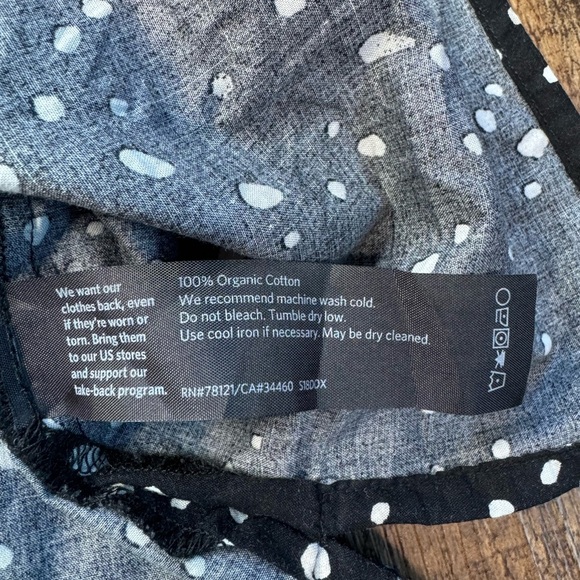 We want our
clothes back, even
if they're worn or
torn. Bring them
to our US stores
and support our
take-back program.
100% Organic Cotton
We recommend machine wash cold.
Do not bleach. Tumble dry low.
Use cool iron if necessary. May be dry cleaned.
RN#78121/CA#34460 S180OX